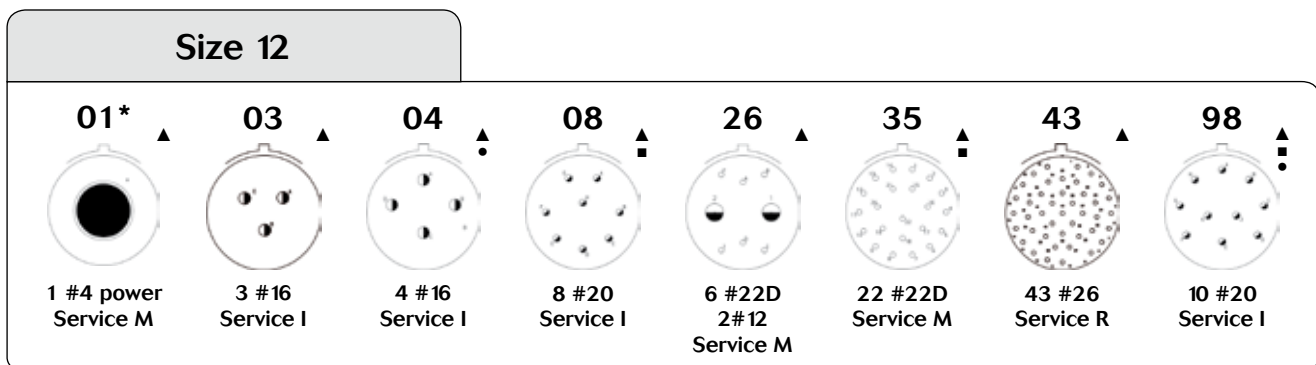 Size 12
01* 03 04 08 26 35 43 98
1 #4 power 3 #16 4 #16 8 #20 6 #22D 22 #22D 43 #26 10 #20
Service M Service I Service I Service I 2#12 Service M Service R Service I
Service M